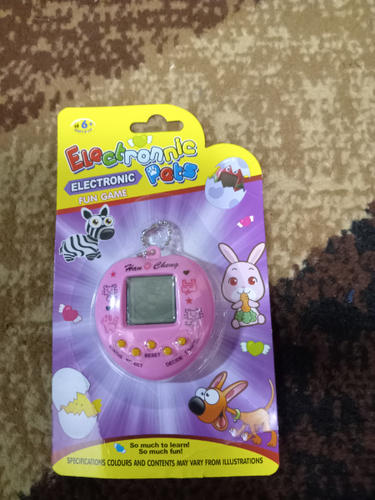 6
Electronnic
Pets
ELECTRONIC
FUN GAME
Han Cheng
RESET
So much to learn!
So much fun!
SPECIFICATIONS COLOURS AND CONTENTS MAY VARY FROM ILLUSTRATIONS